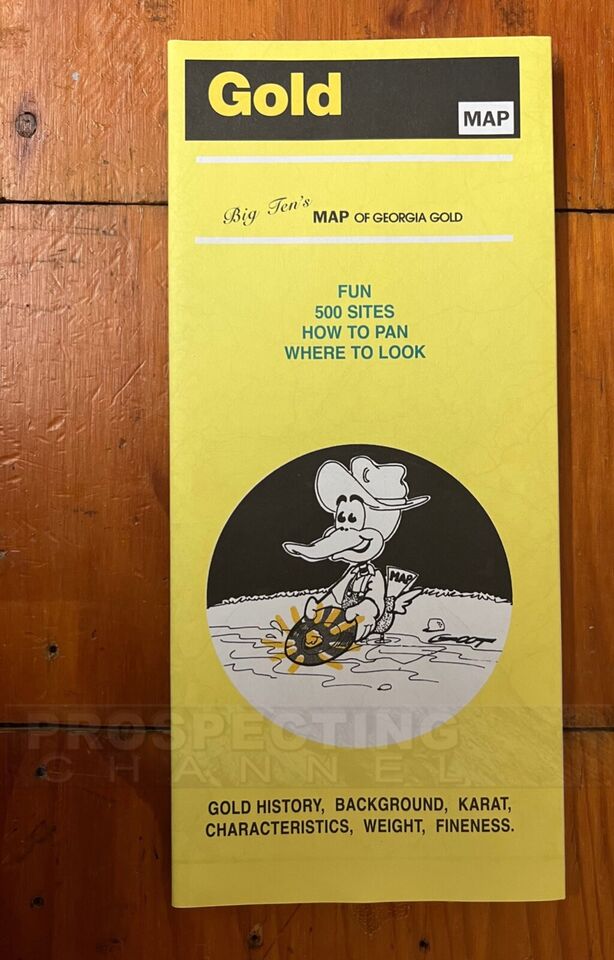 Gold
MAP
Big Ten's MAP OF GEORGIA GOLD
FUN
500 SITES
HOW TO PAN
WHERE TO LOOK
MAP
PROSPECTING
CHANNEL
GOLD HISTORY, BACKGROUND, KARAT,
CHARACTERISTICS, WEIGHT, FINENESS.